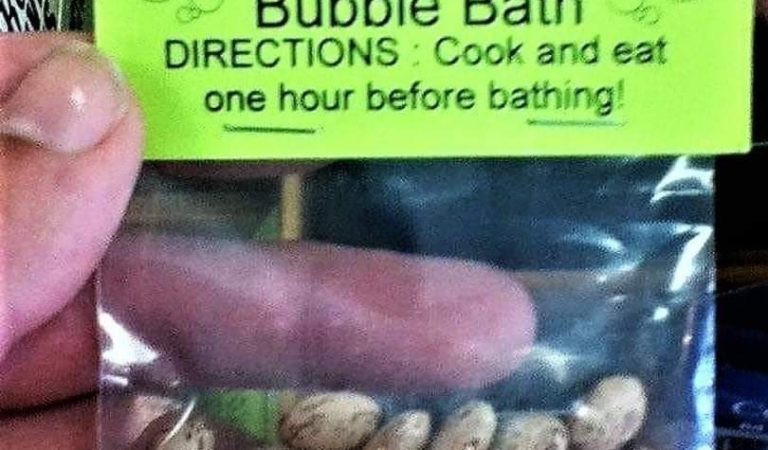 Bubble Bath
DIRECTIONS : Cook and eat
one hour before bathing!